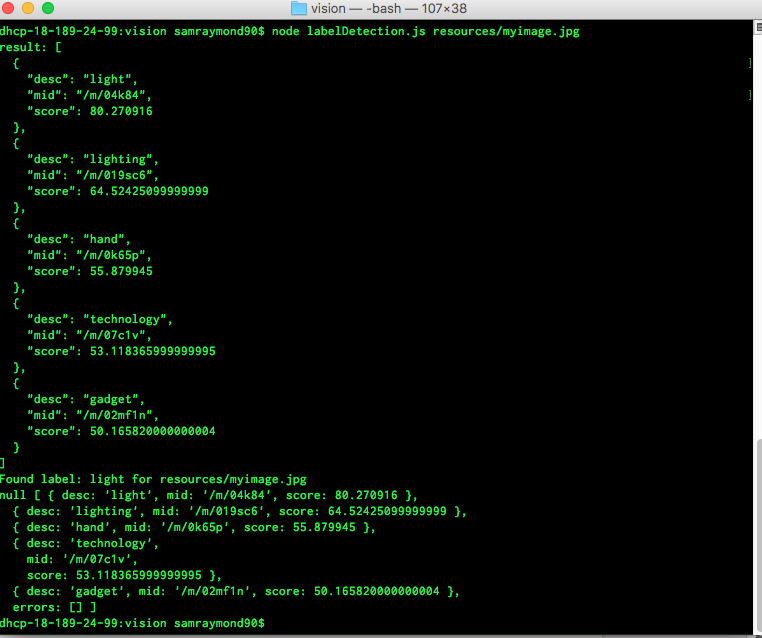 vision — -bash — 107×38
dhcp-18-189-24-99:vision samraymond90$ node labelDetection.js resources/myimage.jpg
result: [
  {
    "desc": "light",
    "mid": "/m/04k84",
    "score": 80.270916
  },
  {
    "desc": "lighting",
    "mid": "/m/019sc6",
    "score": 64.52425099999999
  },
  {
    "desc": "hand",
    "mid": "/m/0k65p",
    "score": 55.879945
  },
  {
    "desc": "technology",
    "mid": "/m/07c1v",
    "score": 53.118365999999995
  },
  {
    "desc": "gadget",
    "mid": "/m/02mf1n",
    "score": 50.165820000000004
  }
]
Found label: light for resources/myimage.jpg
null [ { desc: 'light', mid: '/m/04k84', score: 80.270916 },
  { desc: 'lighting', mid: '/m/019sc6', score: 64.52425099999999 },
  { desc: 'hand', mid: '/m/0k65p', score: 55.879945 },
  { desc: 'technology',
    mid: '/m/07c1v',
    score: 53.118365999999995 },
  { desc: 'gadget', mid: '/m/02mf1n', score: 50.165820000000004 },
  errors: [] ]
dhcp-18-189-24-99:vision samraymond90$